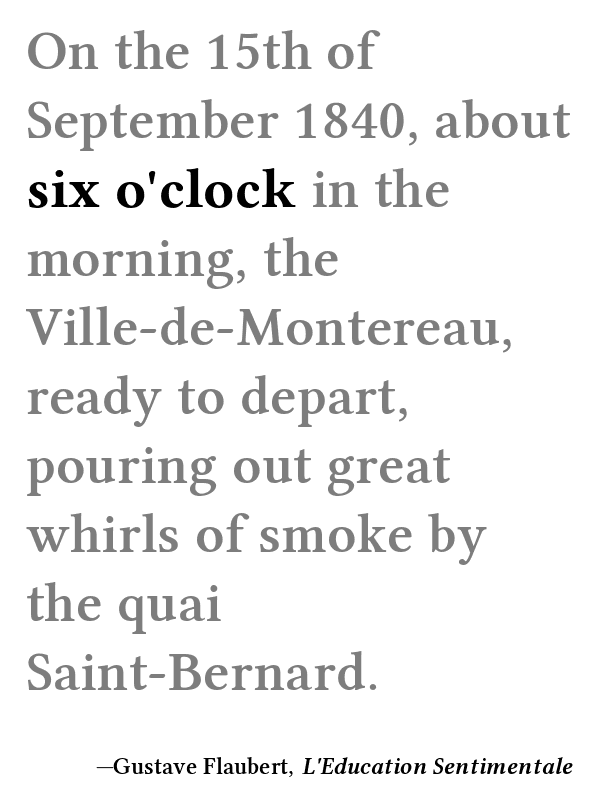 On the 15th of
September 1840, about
six o'clock in the
morning, the
Ville-de-Montereau,
ready to depart,
pouring out great
whirls of smoke by
the quai
Saint-Bernard.
—Gustave Flaubert, L'Education Sentimentale